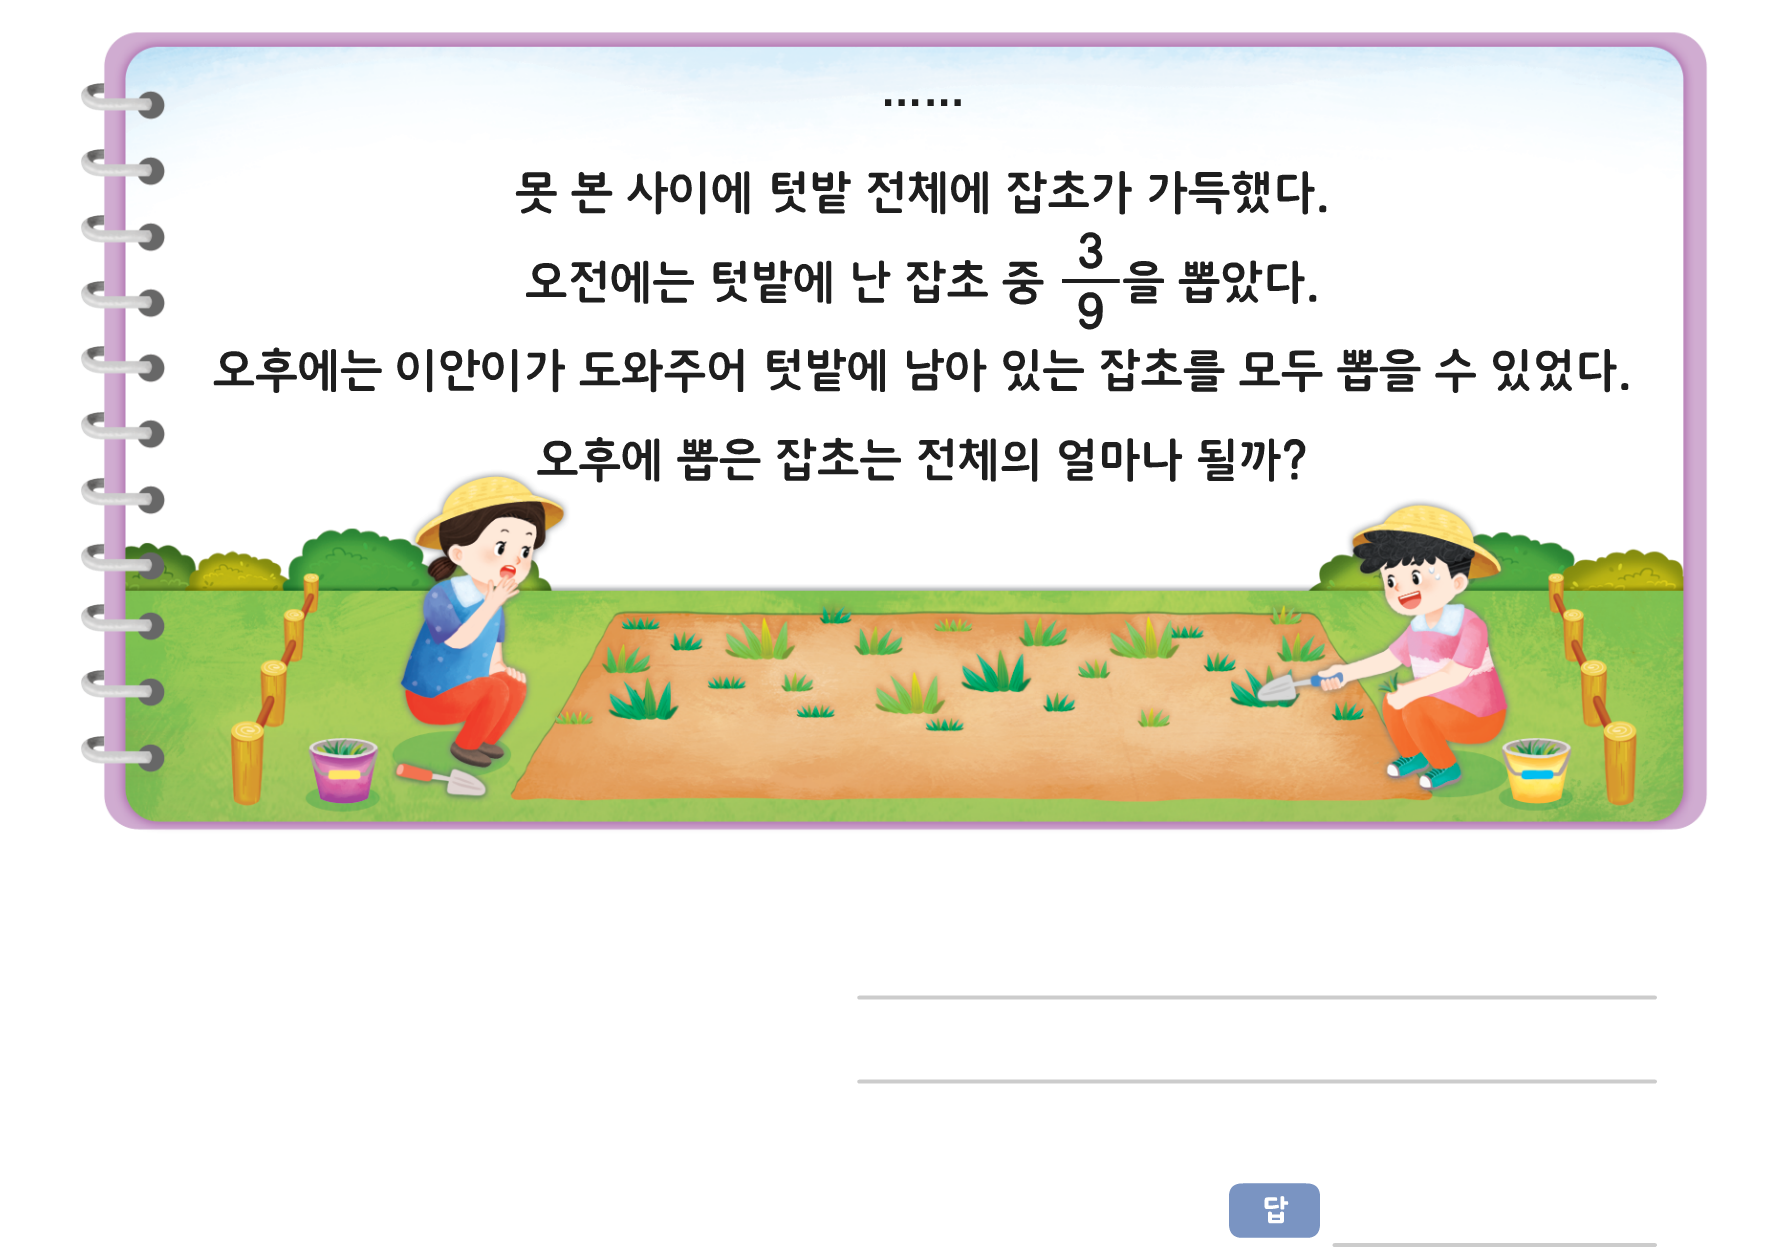 ......
못 본 사이에 텃밭 전체에 잡초가 가득했다.
오전에는 텃밭에 난 잡초 중 3/9을 뽑았다.
오후에는 이안이가 도와주어 텃밭에 남아 있는 잡초를 모두 뽑을 수 있었다.
오후에 뽑은 잡초는 전체의 얼마나 될까?
답